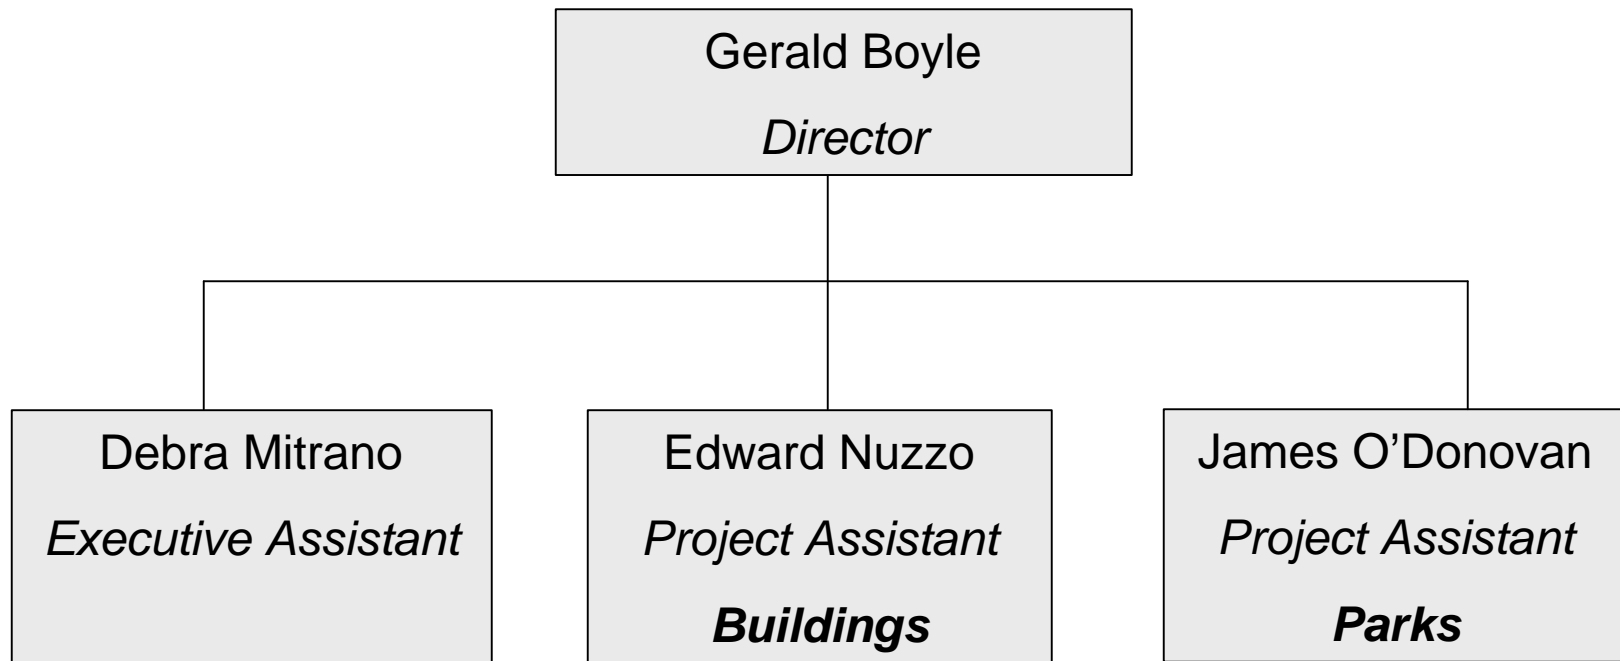 Gerald Boyle
Director
Debra Mitrano
Executive Assistant
Edward Nuzzo
Project Assistant
Buildings
James O’Donovan
Project Assistant
Parks